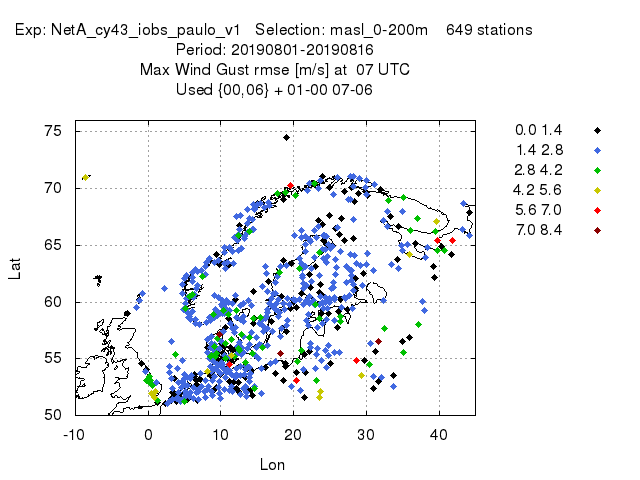 Exp: NetA_cy43_iobs_paulo_v1   Selection: masl_0-200m    649 stations
Period: 20190801-20190816
Max Wind Gust rmse [m/s] at  07 UTC
Used {00,06} + 01-00 07-06
0.0 1.4
1.4 2.8
2.8 4.2
4.2 5.6
5.6 7.0
7.0 8.4
75
70
65
60
55
50
Lat
-10 0 10 20 30 40
Lon